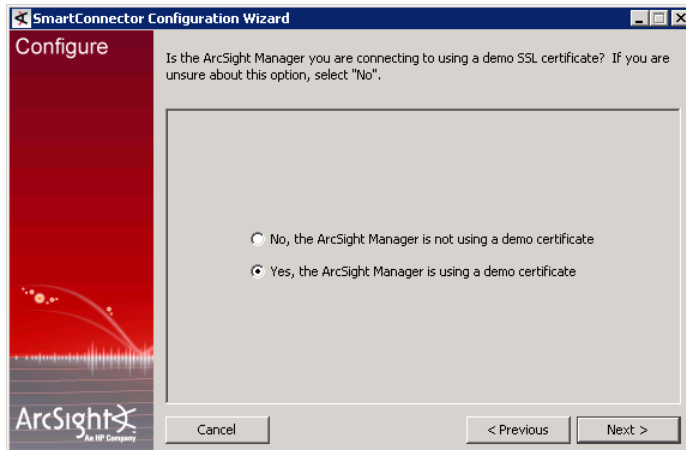 SmartConnector Configuration Wizard
Configure
Is the ArcSight Manager you are connecting to using a demo SSL certificate? If you are
unsure about this option, select "No".
No, the ArcSight Manager is not using a demo certificate
Yes, the ArcSight Manager is using a demo certificate
ArcSight
An HP Company
Cancel
< Previous
Next >